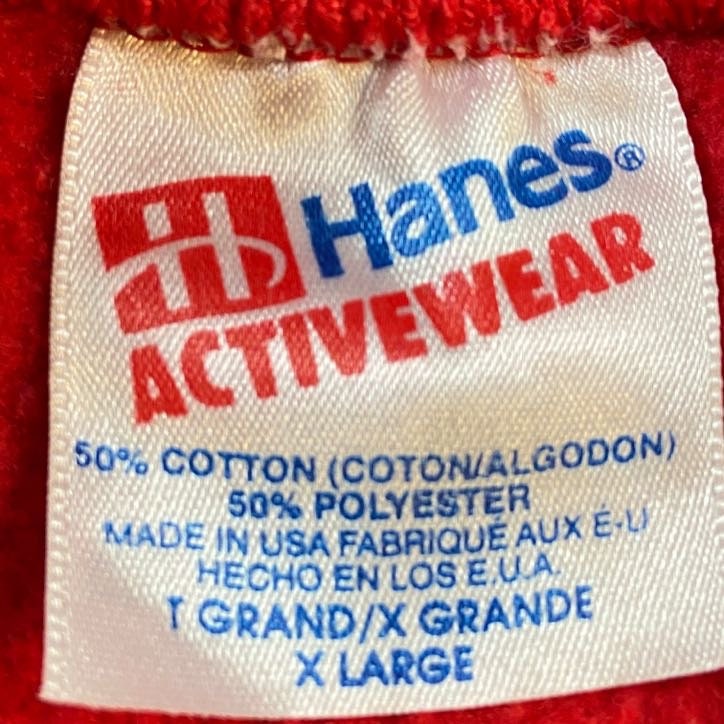 H Hanes®
ACTIVEWEAR
50% COTTON (COTON/ALGODON)
50% POLYESTER
MADE IN USA FABRIQUÉ AUX É-U
HECHO EN LOS E.U.A.
T GRAND/X GRANDE
X LARGE